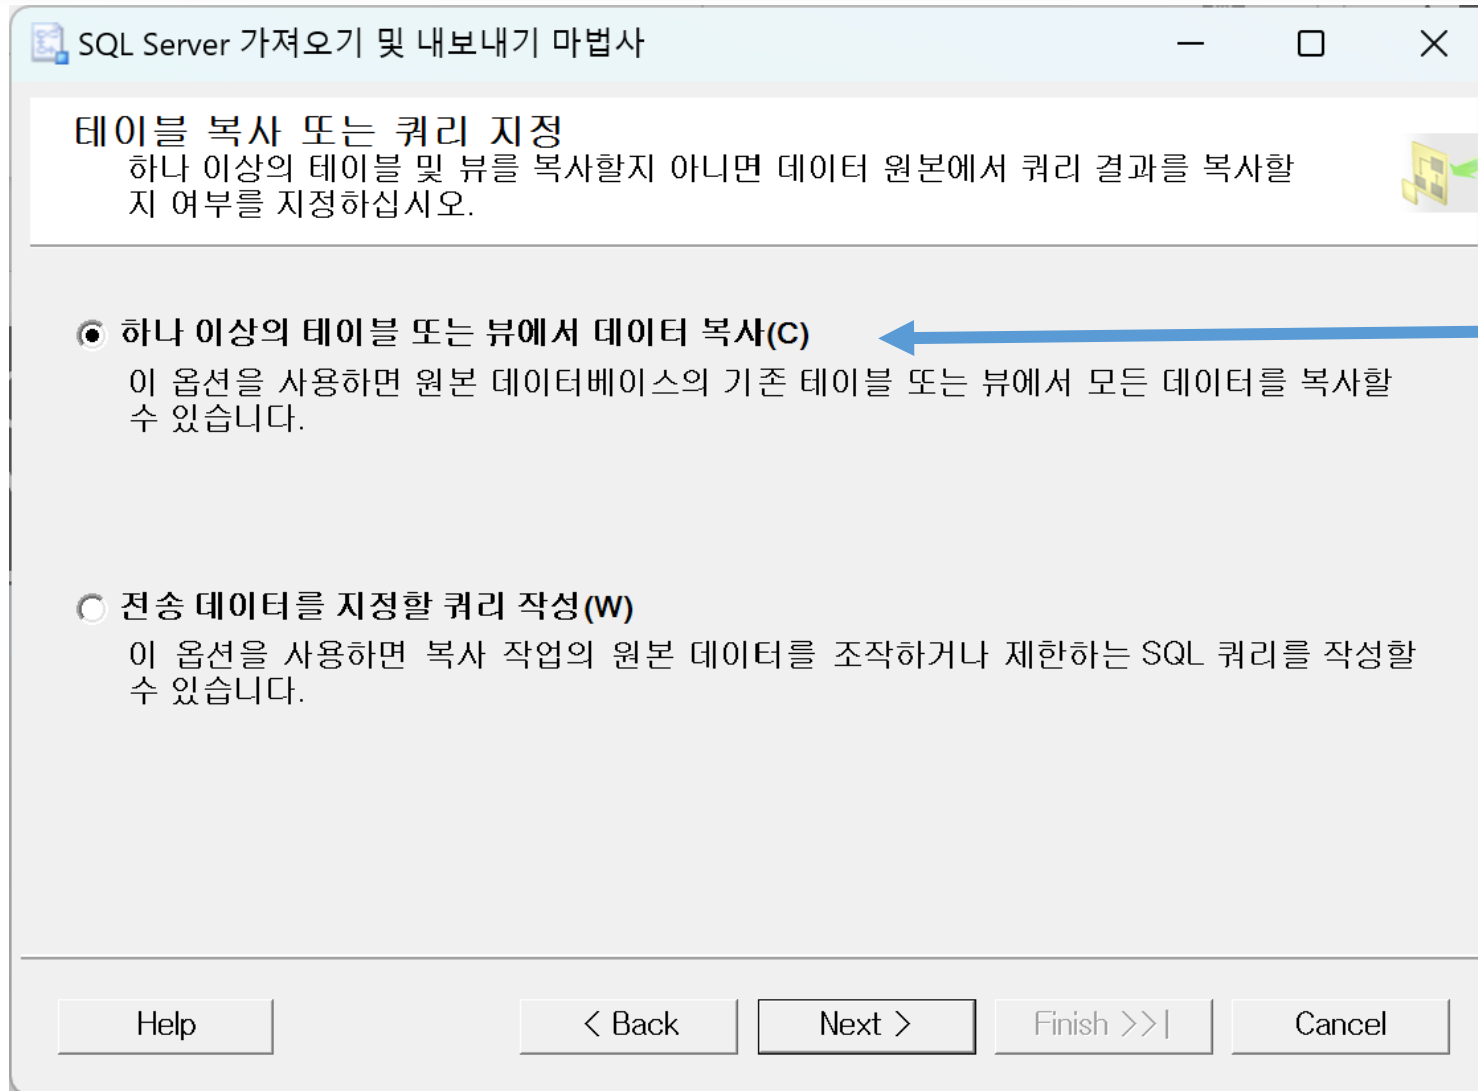 SQL Server 가져오기 및 내보내기 마법사
테이블 복사 또는 쿼리 지정
하나 이상의 테이블 및 뷰를 복사할지 아니면 데이터 원본에서 쿼리 결과를 복사할
지 여부를 지정하십시오.
하나 이상의 테이블 또는 뷰에서 데이터 복사(C)
이 옵션을 사용하면 원본 데이터베이스의 기존 테이블 또는 뷰에서 모든 데이터를 복사할
수 있습니다.
전송 데이터를 지정할 쿼리 작성(W)
이 옵션을 사용하면 복사 작업의 원본 데이터를 조작하거나 제한하는 SQL 쿼리를 작성할
수 있습니다.
Help
< Back
Next >
Finish >>|
Cancel